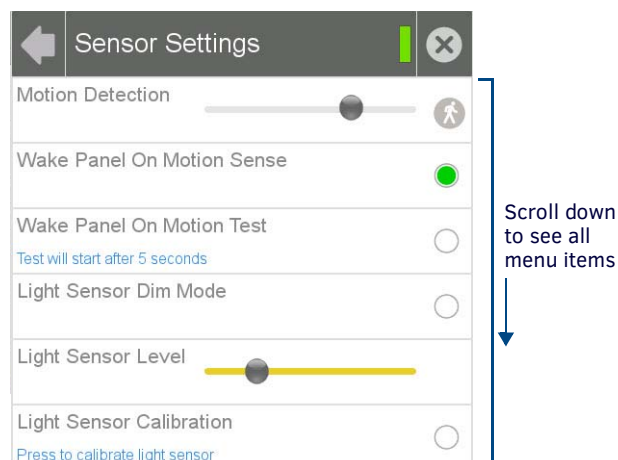 Sensor Settings
Motion Detection
Wake Panel On Motion Sense
Wake Panel On Motion Test
Test will start after 5 seconds
Light Sensor Dim Mode
Light Sensor Level
Light Sensor Calibration
Press to calibrate light sensor
Scroll down
to see all
menu items